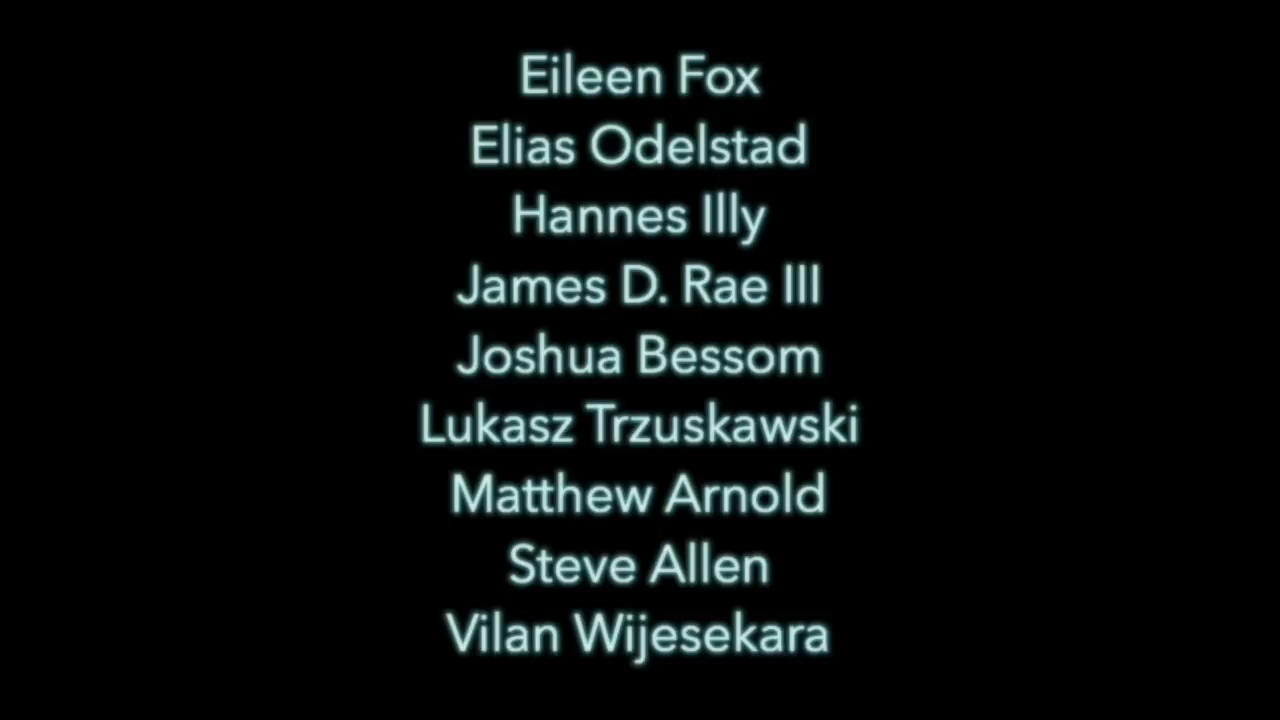 Eileen Fox
Elias Odelstad
Hannes Illy
James D. Rae III
Joshua Bessom
Lukasz Trzuskawski
Matthew Arnold
Steve Allen
Vilan Wijesekara